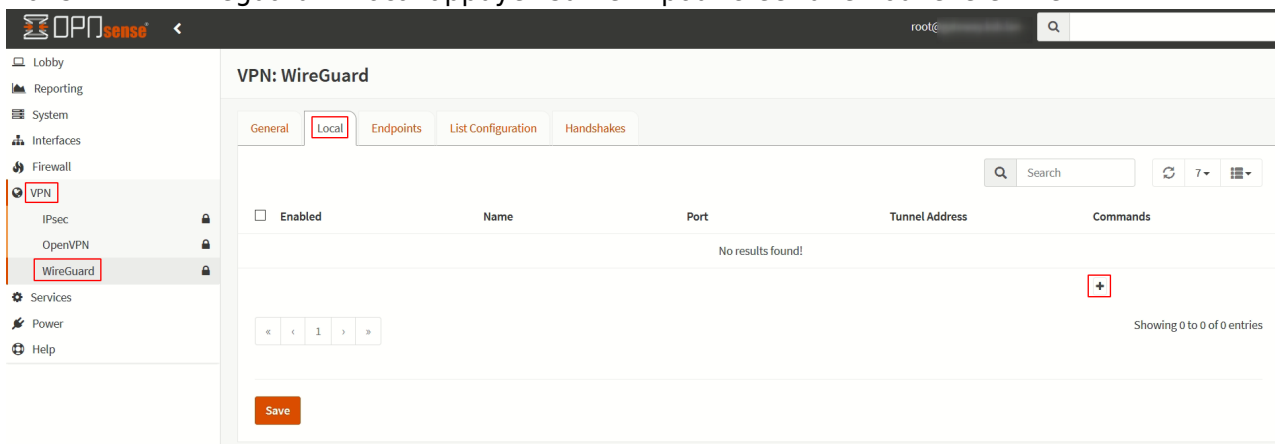 OPNsense
root@
Lobby
Reporting
System
Interfaces
Firewall
VPN
IPsec
OpenVPN
WireGuard
Services
Power
Help
VPN: WireGuard
General Local Endpoints List Configuration Handshakes
Search 7
Enabled Name Port Tunnel Address Commands
No results found!
+
« ‹ 1 › »
Showing 0 to 0 of 0 entries
Save